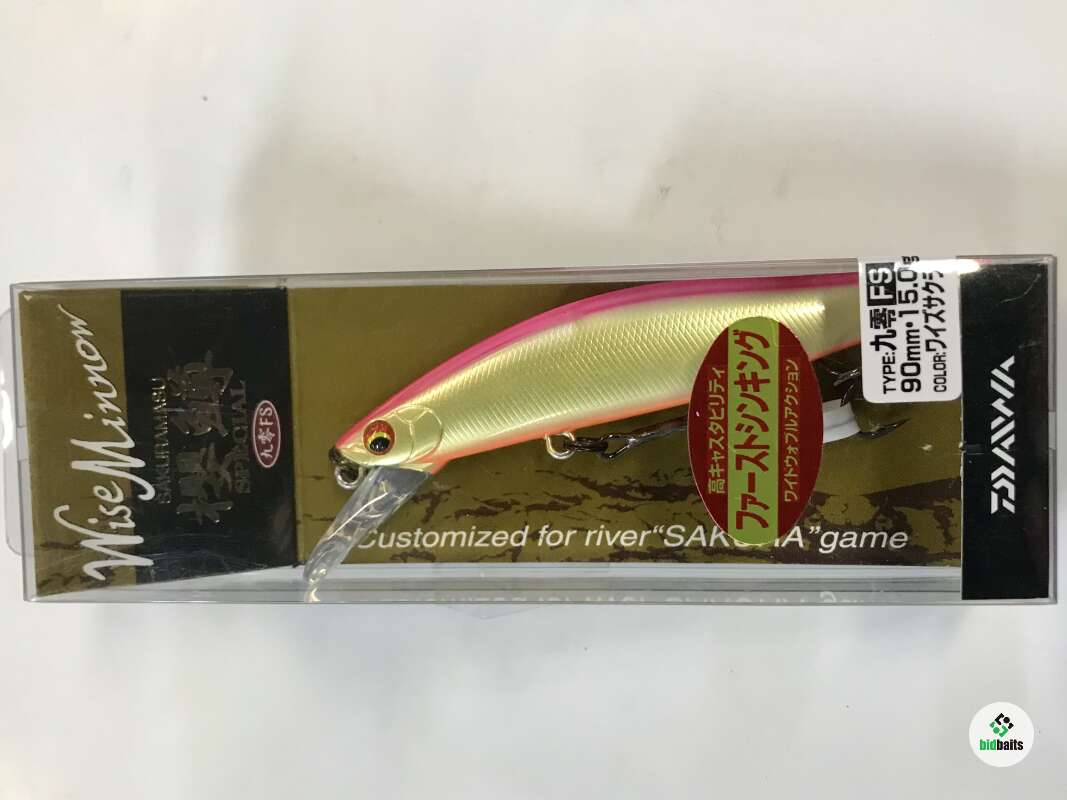 WiseMinnow
SAKURAMASU
桜鱒
SPECIAL
九零FS
高キャスタビリティ
ファーストシンキング
ワイドウォブルアクション
Customized for river "SAKURA" game
TYPE:九零FS
90mm・15.0g
COLOR:ワイズサクラ
DAIWA
bidbaits